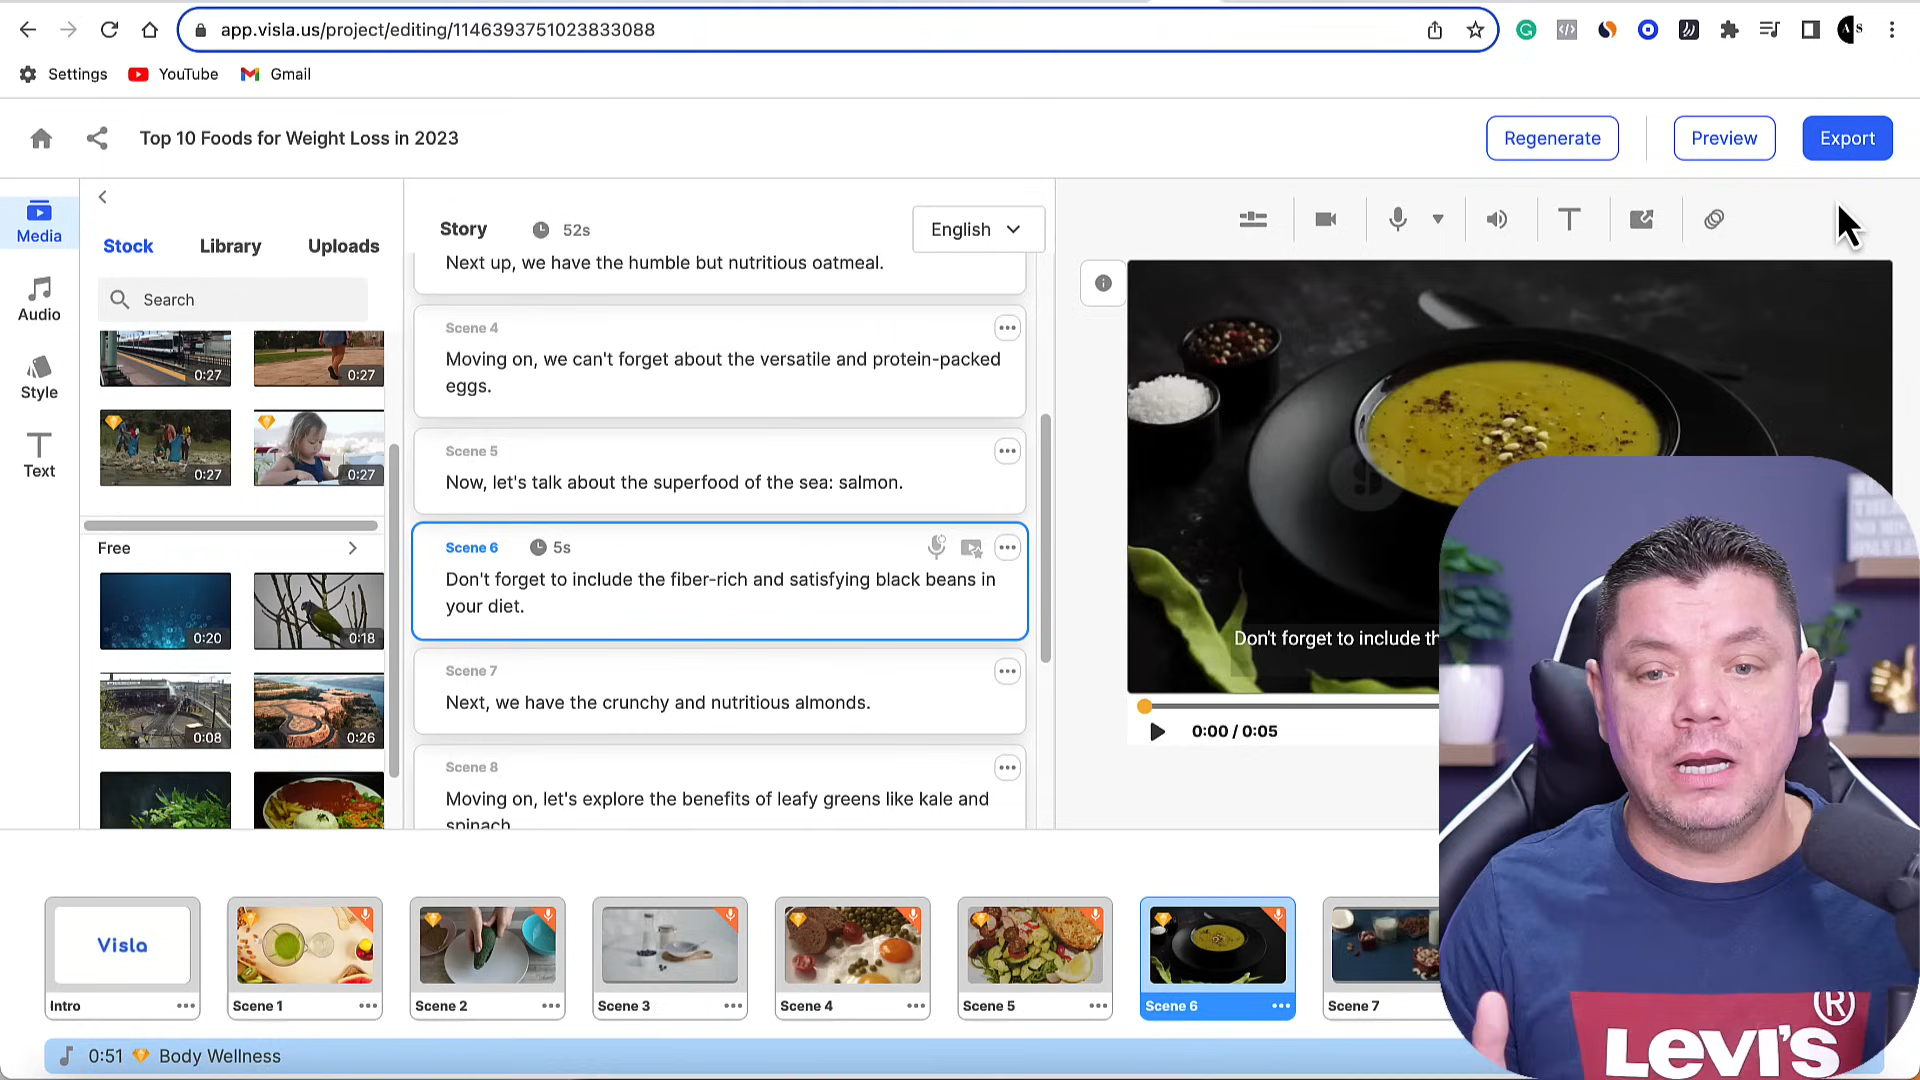 app.visla.us/project/editing/1146393751023833088
Settings
YouTube
Gmail
Top 10 Foods for Weight Loss in 2023
Regenerate
Preview
Export
Media
Audio
Style
Text
Stock
Library
Uploads
Search
0:27
0:27
0:27
0:27
Free
0:20
0:18
0:08
0:26
Story
52s
English
Next up, we have the humble but nutritious oatmeal.
Scene 4
Moving on, we can't forget about the versatile and protein-packed
eggs.
Scene 5
Now, let's talk about the superfood of the sea: salmon.
Scene 6
5s
Don't forget to include the fiber-rich and satisfying black beans in
your diet.
Scene 7
Next, we have the crunchy and nutritious almonds.
Scene 8
Moving on, let's explore the benefits of leafy greens like kale and
spinach
Don't forget to include th
0:00 / 0:05
Visla
Intro
Scene 1
Scene 2
Scene 3
Scene 4
Scene 5
Scene 6
Scene 7
0:51
Body Wellness
LEVI'S
®